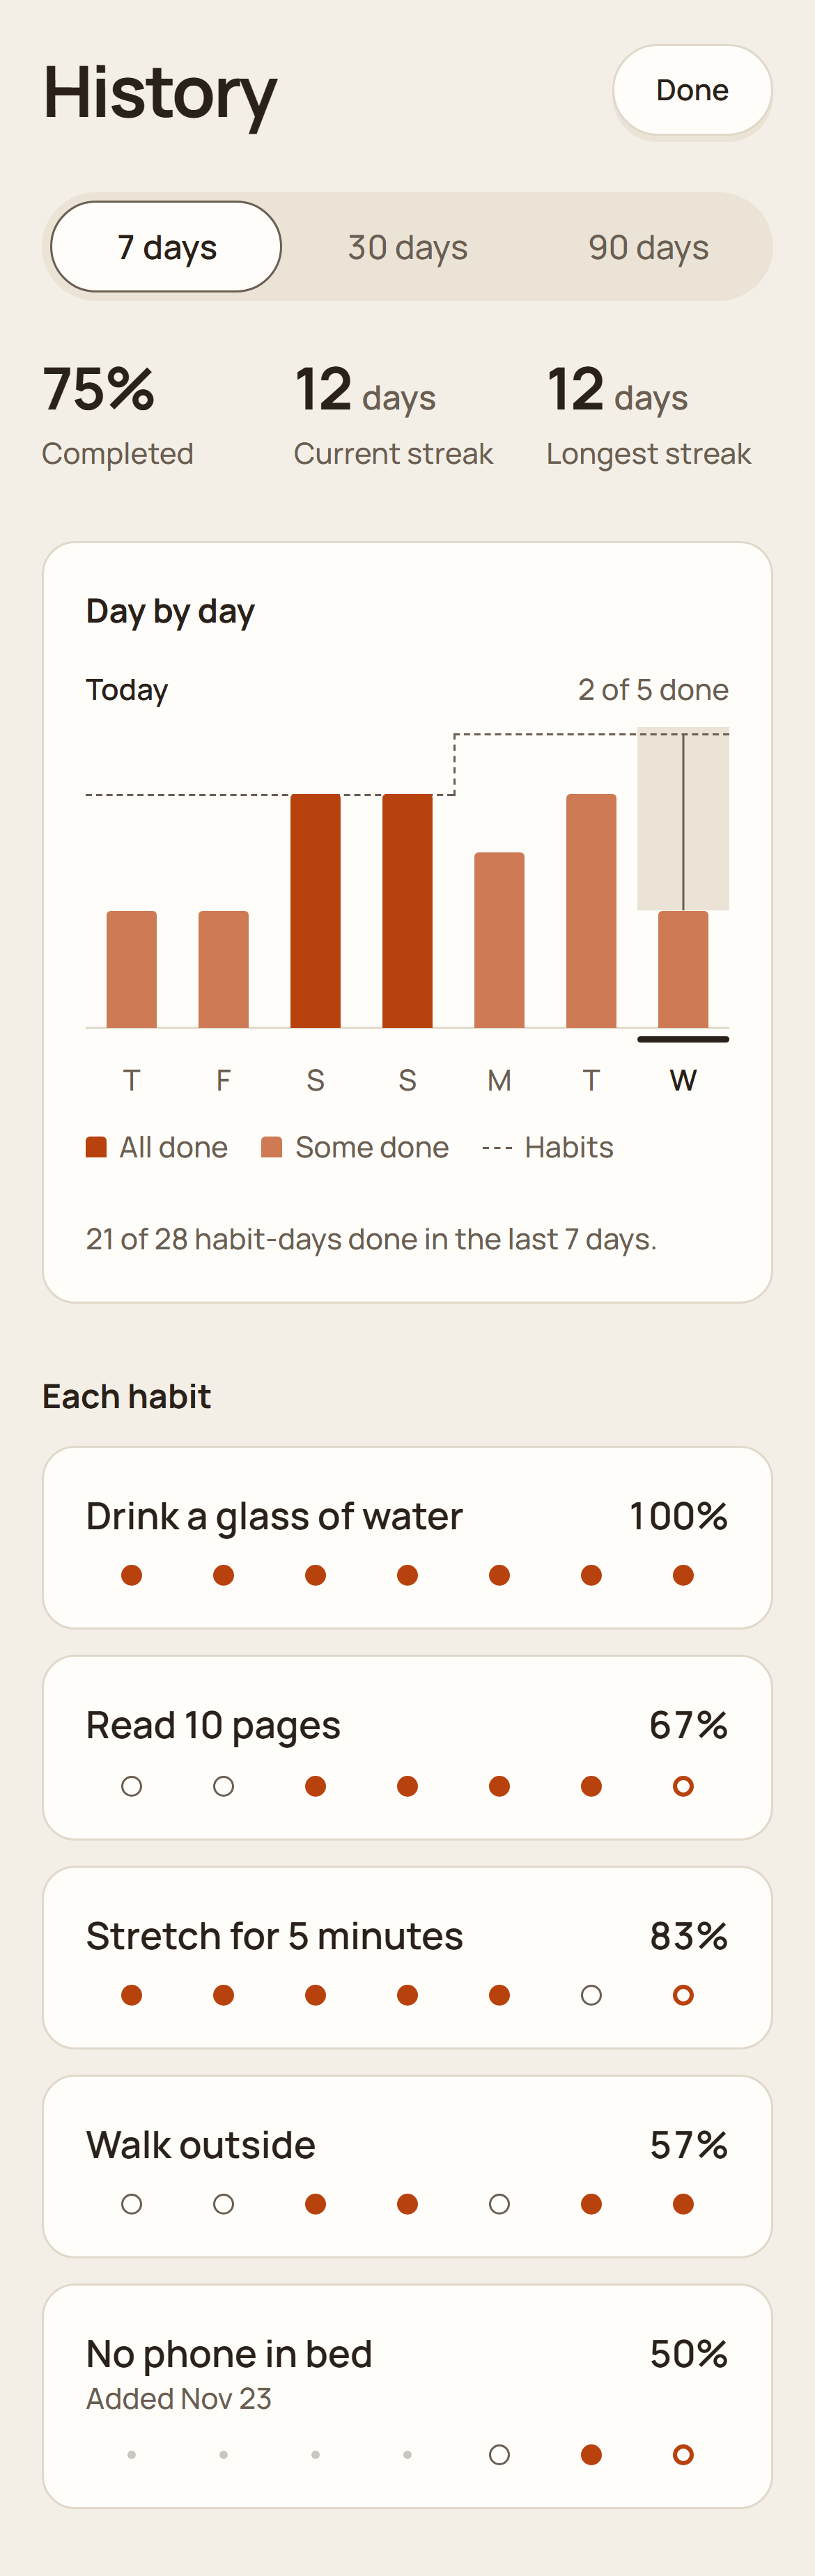 History
Done
7 days
30 days
90 days
75%
Completed
12 days
Current streak
12 days
Longest streak
Day by day
Today
2 of 5 done
T F S S M T W
All done
Some done
Habits
21 of 28 habit-days done in the last 7 days.
Each habit
Drink a glass of water
100%
Read 10 pages
67%
Stretch for 5 minutes
83%
Walk outside
57%
No phone in bed
50%
Added Nov 23